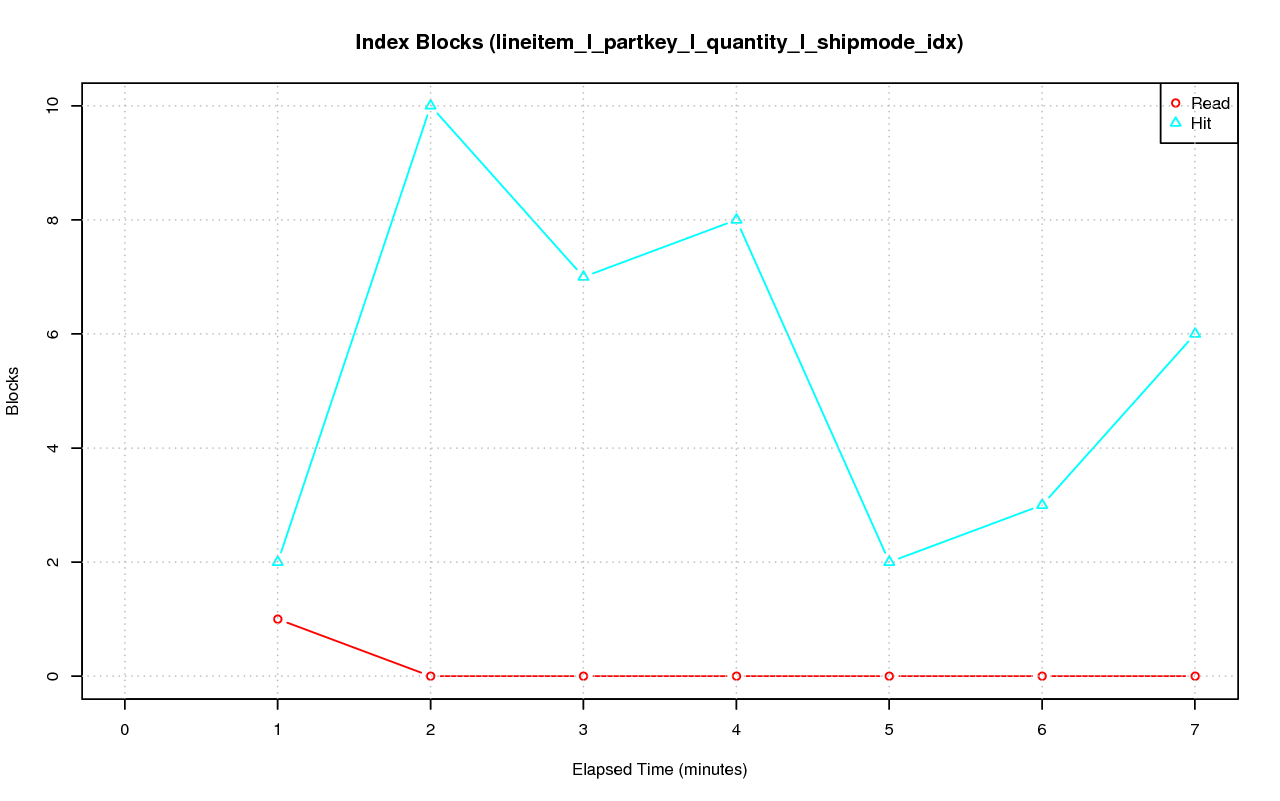 Index Blocks (lineitem_l_partkey_l_quantity_l_shipmode_idx)
Read
Hit
10
8
6
4
2
0
Blocks
0 1 2 3 4 5 6 7
Elapsed Time (minutes)